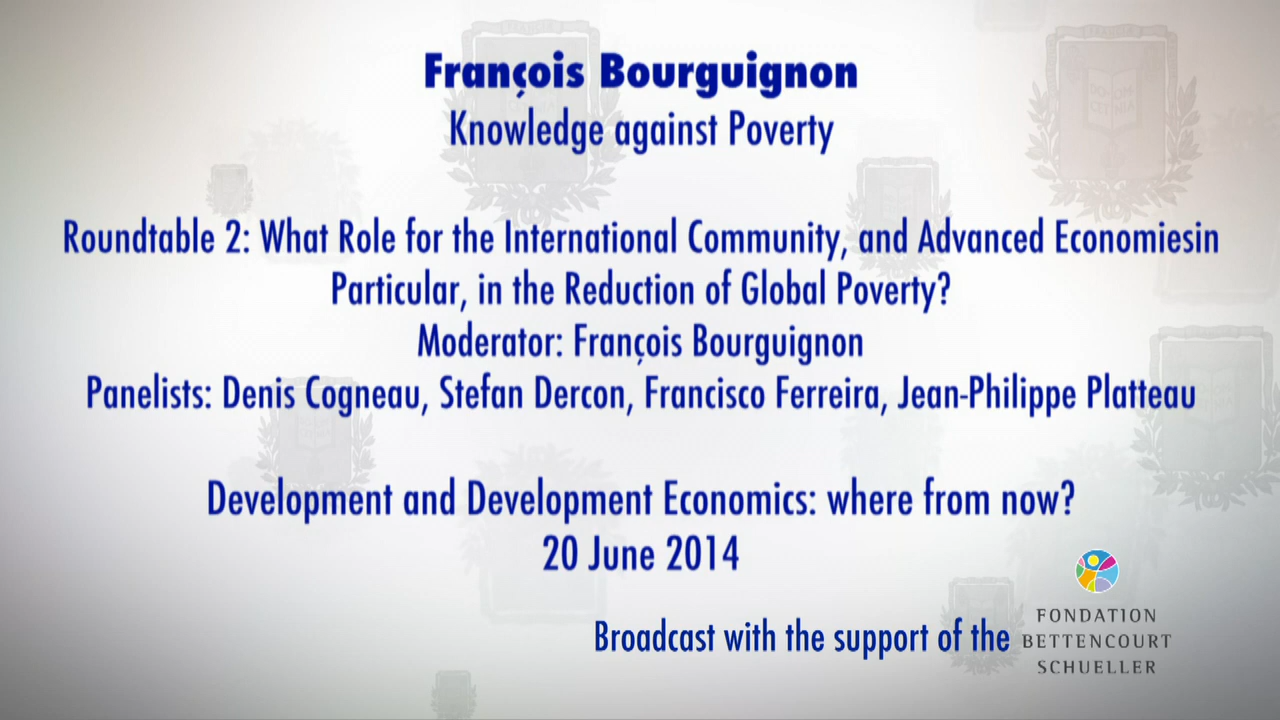 François Bourguignon
Knowledge against Poverty
Roundtable 2: What Role for the International Community, and Advanced Economiesin
Particular, in the Reduction of Global Poverty?
Moderator: François Bourguignon
Panelists: Denis Cogneau, Stefan Dercon, Francisco Ferreira, Jean-Philippe Platteau
Development and Development Economics: where from now?
20 June 2014
Broadcast with the support of the
FONDATION
BETTENCOURT
SCHUELLER